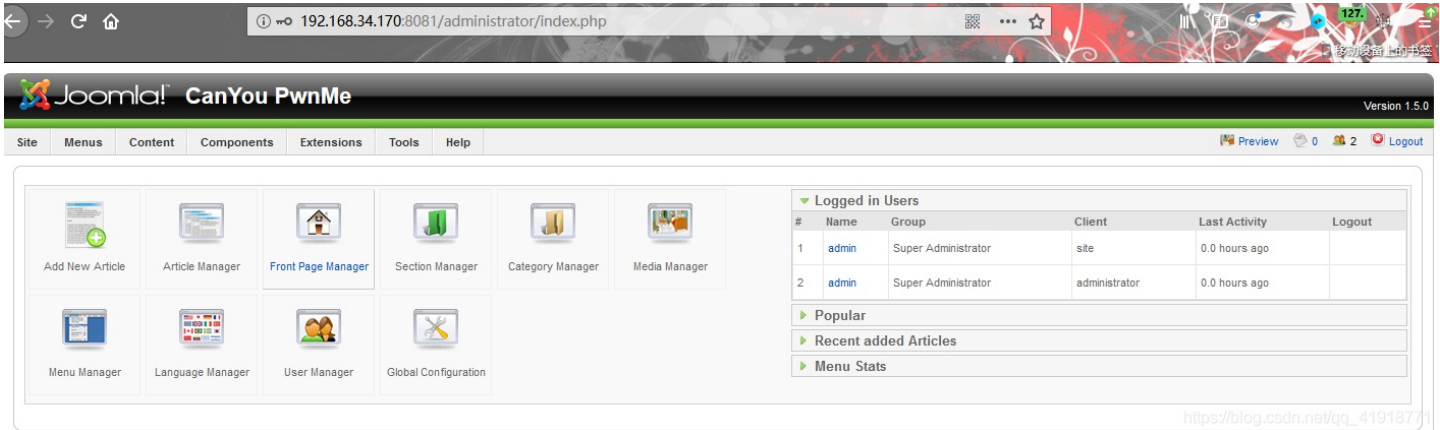 192.168.34.170:8081/administrator/index.php
127.
移动设备上的书签
Joomla! CanYou PwnMe
Version 1.5.0
Site Menus Content Components Extensions Tools Help
Preview 0 2 Logout
Add New Article
Article Manager
Front Page Manager
Section Manager
Category Manager
Media Manager
Menu Manager
Language Manager
User Manager
Global Configuration
Logged in Users
# Name Group Client Last Activity Logout
1 admin Super Administrator site 0.0 hours ago
2 admin Super Administrator administrator 0.0 hours ago
Popular
Recent added Articles
Menu Stats
https://blog.csdn.net/qq_41918771